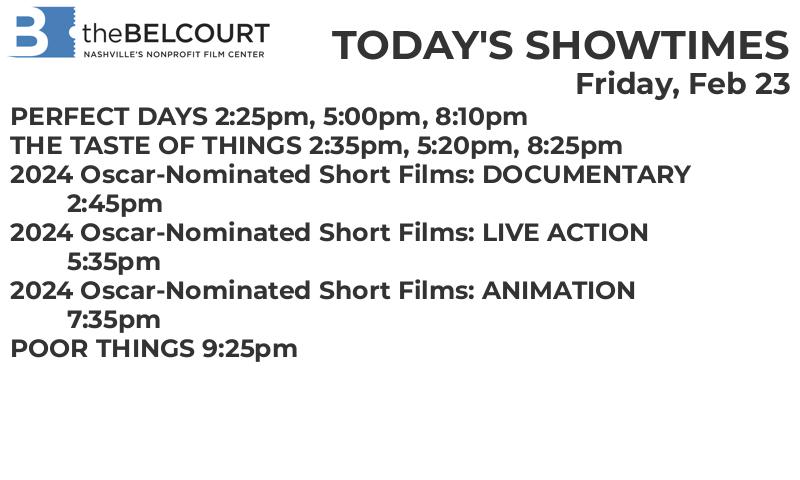 B theBELCOURT
NASHVILLE'S NONPROFIT FILM CENTER
TODAY'S SHOWTIMES
Friday, Feb 23
PERFECT DAYS 2:25pm, 5:00pm, 8:10pm
THE TASTE OF THINGS 2:35pm, 5:20pm, 8:25pm
2024 Oscar-Nominated Short Films: DOCUMENTARY
2:45pm
2024 Oscar-Nominated Short Films: LIVE ACTION
5:35pm
2024 Oscar-Nominated Short Films: ANIMATION
7:35pm
POOR THINGS 9:25pm